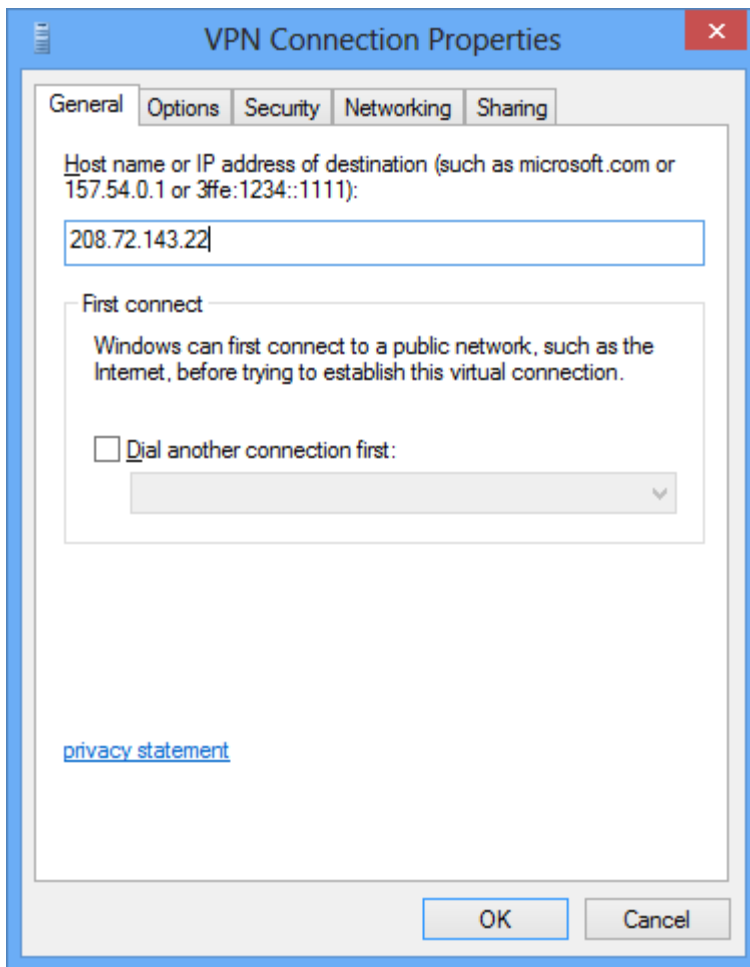 VPN Connection Properties
General Options Security Networking Sharing
Host name or IP address of destination (such as microsoft.com or
157.54.0.1 or 3ffe:1234::1111):
208.72.143.22
First connect
Windows can first connect to a public network, such as the
Internet, before trying to establish this virtual connection.
Dial another connection first:
privacy statement
OK Cancel